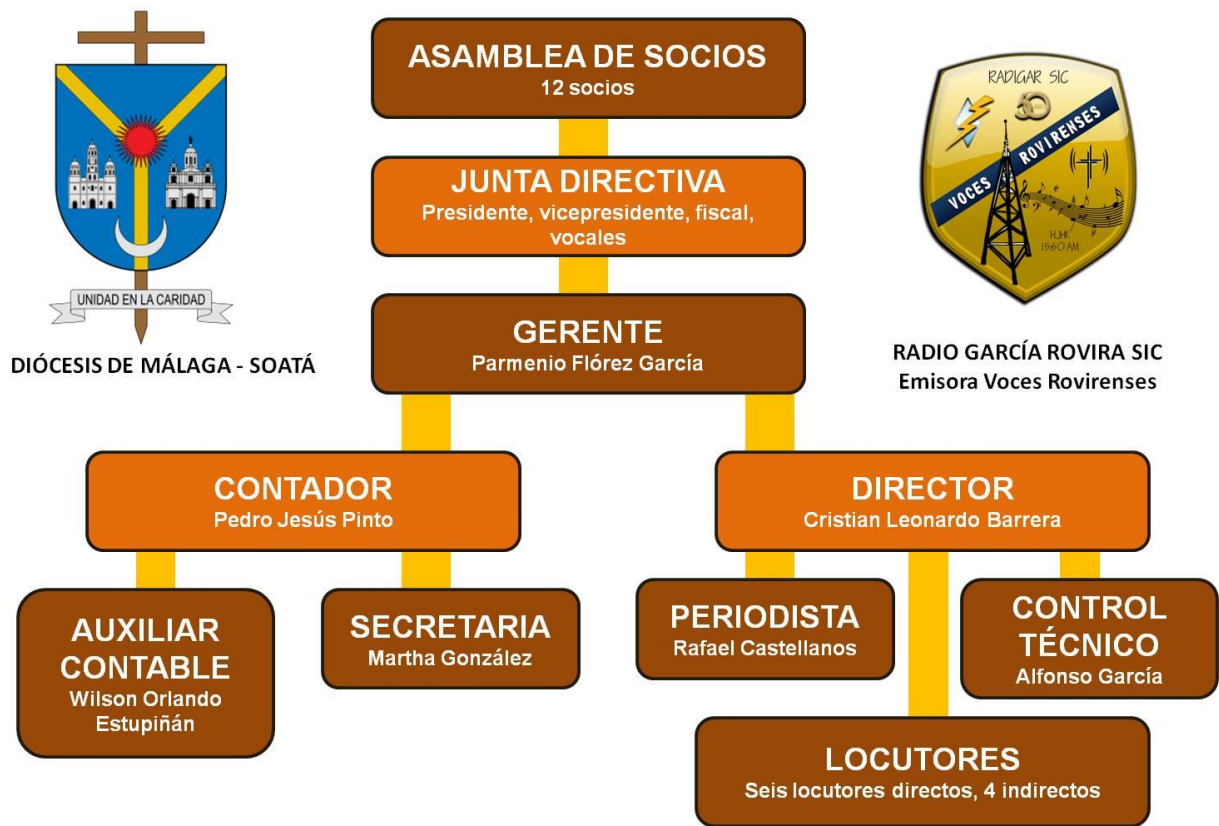 ASAMBLEA DE SOCIOS
12 socios
JUNTA DIRECTIVA
Presidente, vicepresidente, fiscal,
vocales
GERENTE
Parmenio Flórez García
UNIDAD EN LA CARIDAD
DIÓCESIS DE MÁLAGA - SOATÁ
RADIGAR SIC
50
VOCES ROVIRENSES
HJHK
1560 AM
RADIO GARCÍA ROVIRA SIC
Emisora Voces Rovirenses
CONTADOR
Pedro Jesús Pinto
DIRECTOR
Cristian Leonardo Barrera
AUXILIAR
CONTABLE
Wilson Orlando
Estupiñán
SECRETARIA
Martha González
PERIODISTA
Rafael Castellanos
CONTROL
TÉCNICO
Alfonso García
LOCUTORES
Seis locutores directos, 4 indirectos